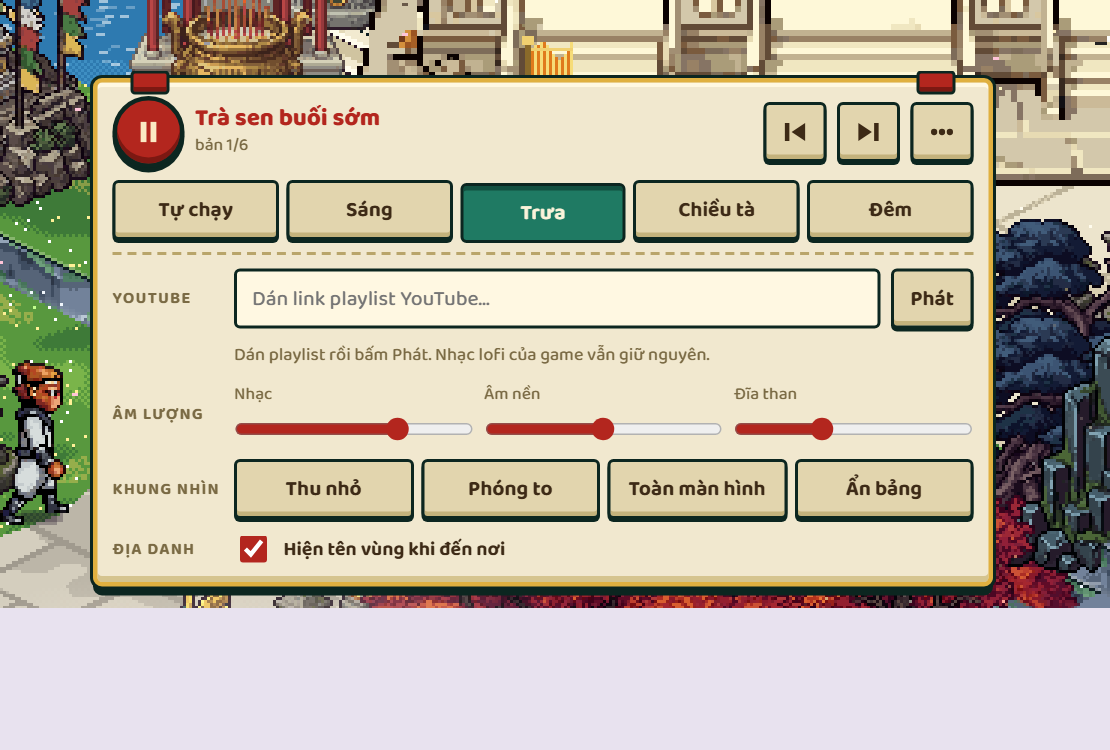 Trà sen buổi sớm
bản 1/6
Tự chạy
Sáng
Trưa
Chiều tà
Đêm
YOUTUBE
Dán link playlist YouTube...
Phát
Dán playlist rồi bấm Phát. Nhạc lofi của game vẫn giữ nguyên.
ÂM LƯỢNG
Nhạc
Âm nền
Đĩa than
KHUNG NHÌN
Thu nhỏ
Phóng to
Toàn màn hình
Ẩn bảng
ĐỊA DANH
Hiện tên vùng khi đến nơi